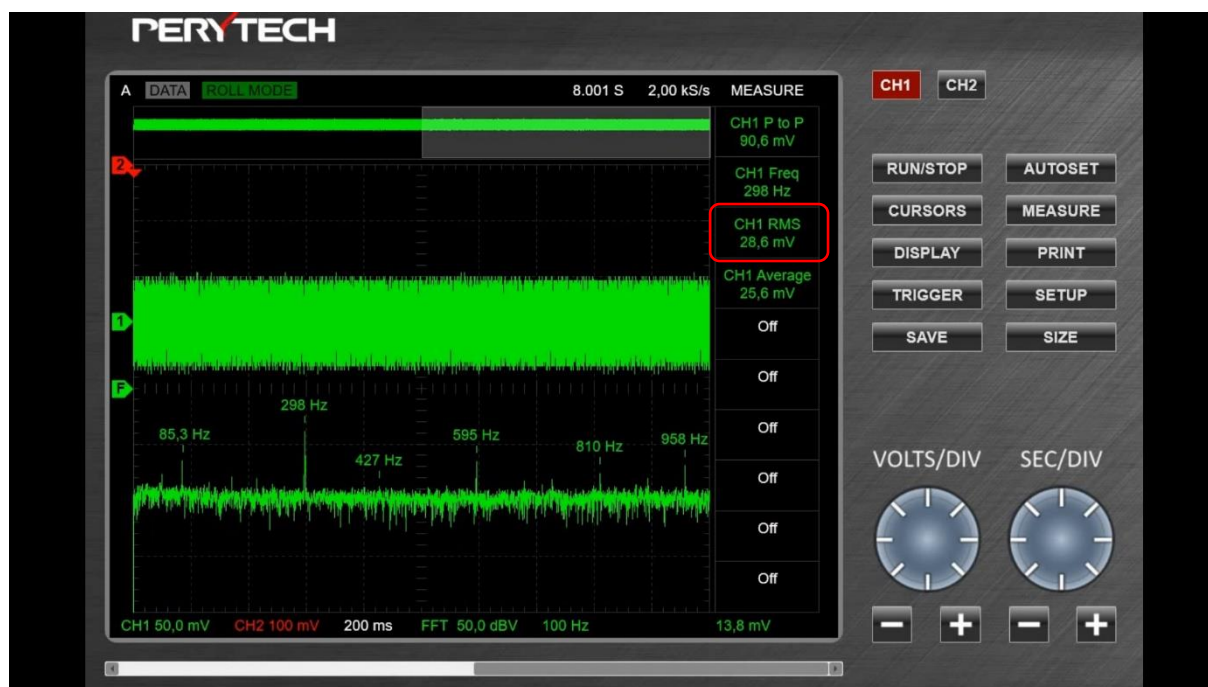 PERYTECH
A DATA ROLL MODE 8.001 S 2,00 kS/s MEASURE
CH1 P to P
90,6 mV
CH1 Freq
298 Hz
CH1 RMS
28,6 mV
CH1 Average
25,6 mV
Off
Off
Off
Off
Off
Off
2
1
F
85,3 Hz
298 Hz
427 Hz
595 Hz
810 Hz
958 Hz
CH1 50,0 mV CH2 100 mV 200 ms FFT 50,0 dBV 100 Hz 13,8 mV
CH1 CH2
RUN/STOP AUTOSET
CURSORS MEASURE
DISPLAY PRINT
TRIGGER SETUP
SAVE SIZE
VOLTS/DIV SEC/DIV
- + - +